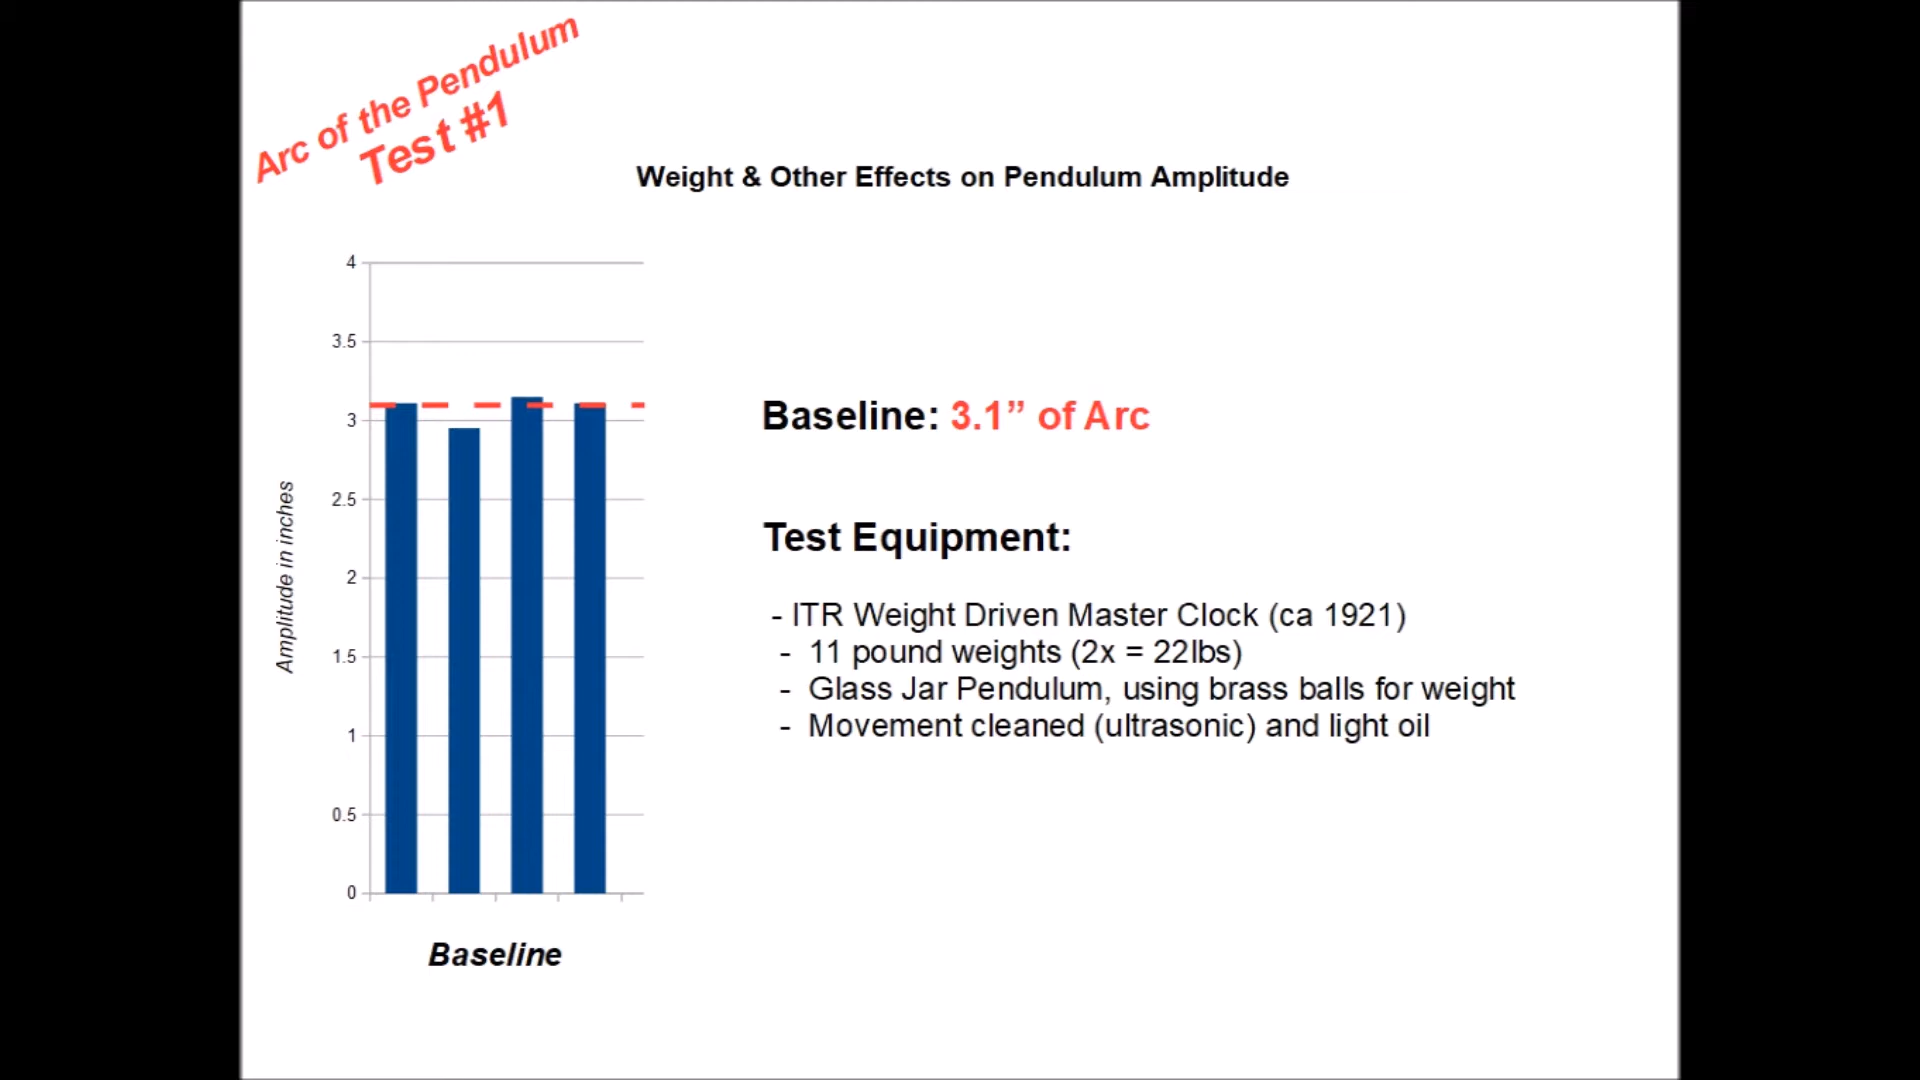 Arc of the Pendulum
Test #1
Weight & Other Effects on Pendulum Amplitude
4
3.5
3
2.5
2
1.5
1
0.5
0
Amplitude in inches
Baseline
Baseline: 3.1” of Arc
Test Equipment:
- ITR Weight Driven Master Clock (ca 1921)
- 11 pound weights (2x = 22lbs)
- Glass Jar Pendulum, using brass balls for weight
- Movement cleaned (ultrasonic) and light oil